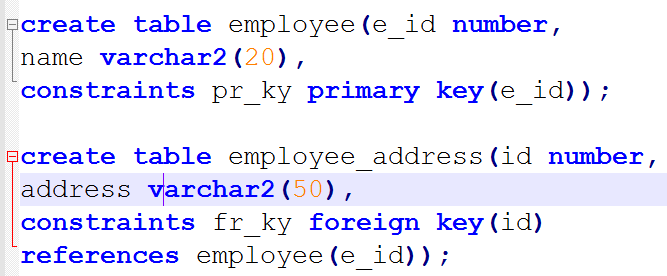 create table employee(e_id number,
name varchar2(20),
constraints pr_ky primary key(e_id));
create table employee_address(id number,
address varchar2(50),
constraints fr_ky foreign key(id)
references employee(e_id));